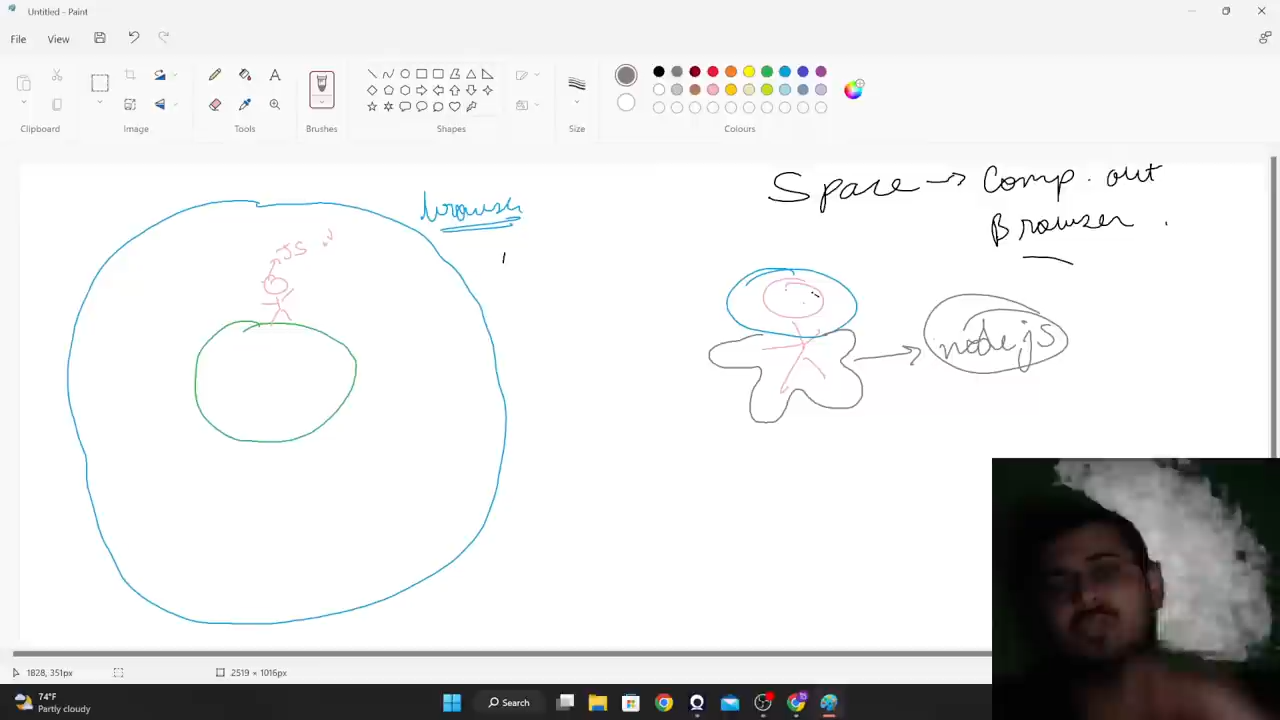 Untitled - Paint
File
View
Clipboard
Image
Tools
Brushes
Shapes
Size
Colours
Space → Comp. out
Browser.
browser
JS
node.js
1828, 351px
2519 × 1016px
74°F
Partly cloudy
Search